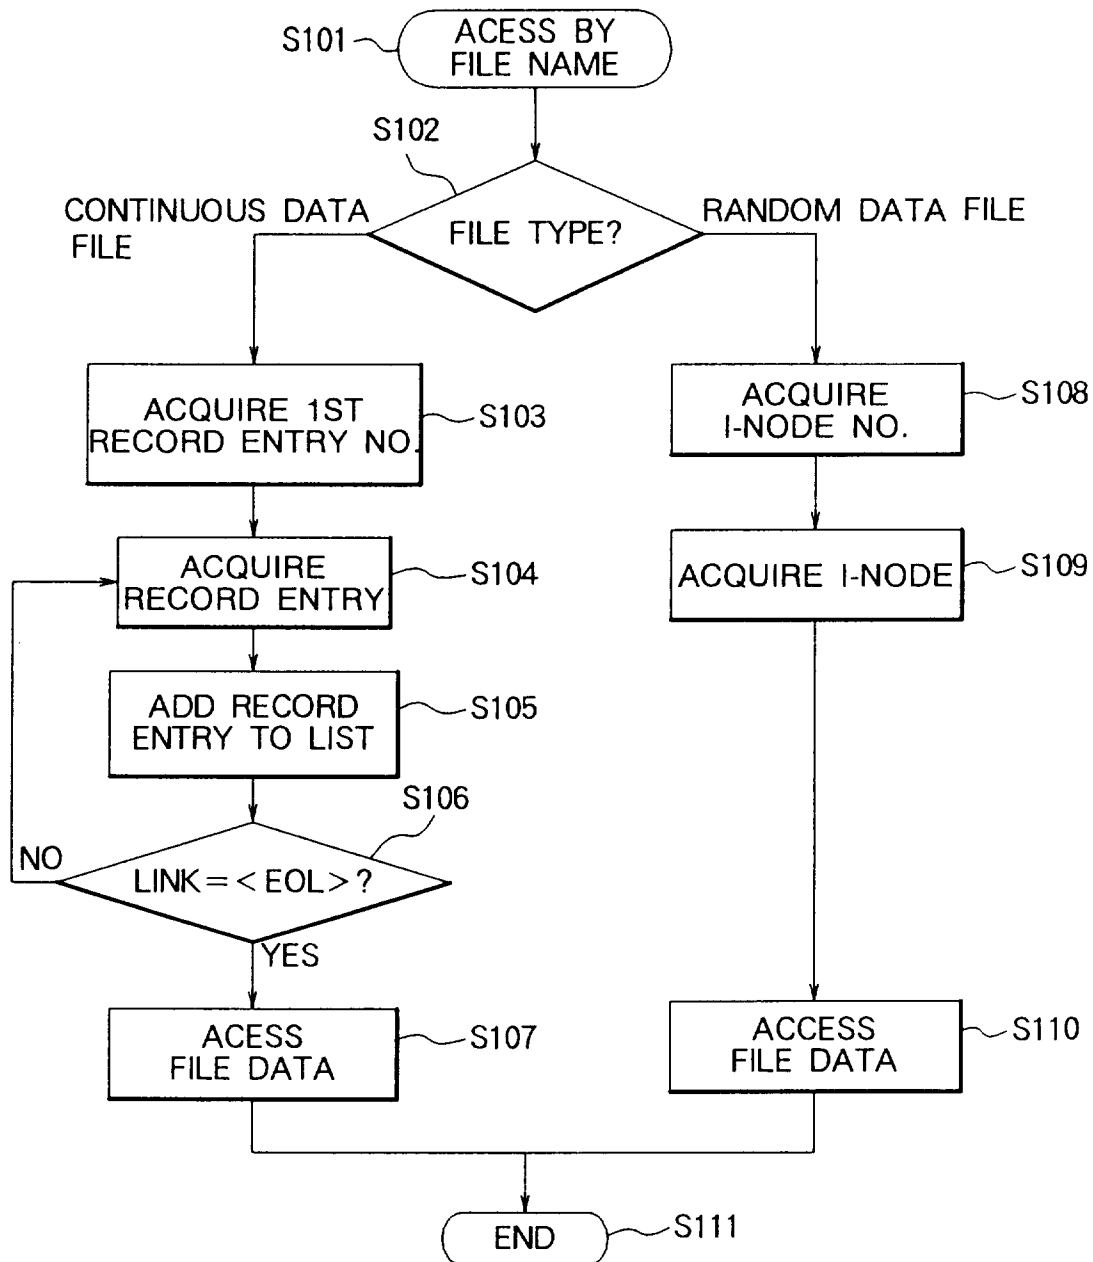 S101
ACESS BY
FILE NAME
S102
CONTINUOUS DATA
FILE
FILE TYPE?
RANDOM DATA FILE
ACQUIRE 1ST
RECORD ENTRY NO.
S103
ACQUIRE
I-NODE NO.
S108
ACQUIRE
RECORD ENTRY
S104
ACQUIRE I-NODE
S109
ADD RECORD
ENTRY TO LIST
S105
S106
NO
LINK=<EOL>?
YES
ACESS
FILE DATA
S107
ACCESS
FILE DATA
S110
END
S111